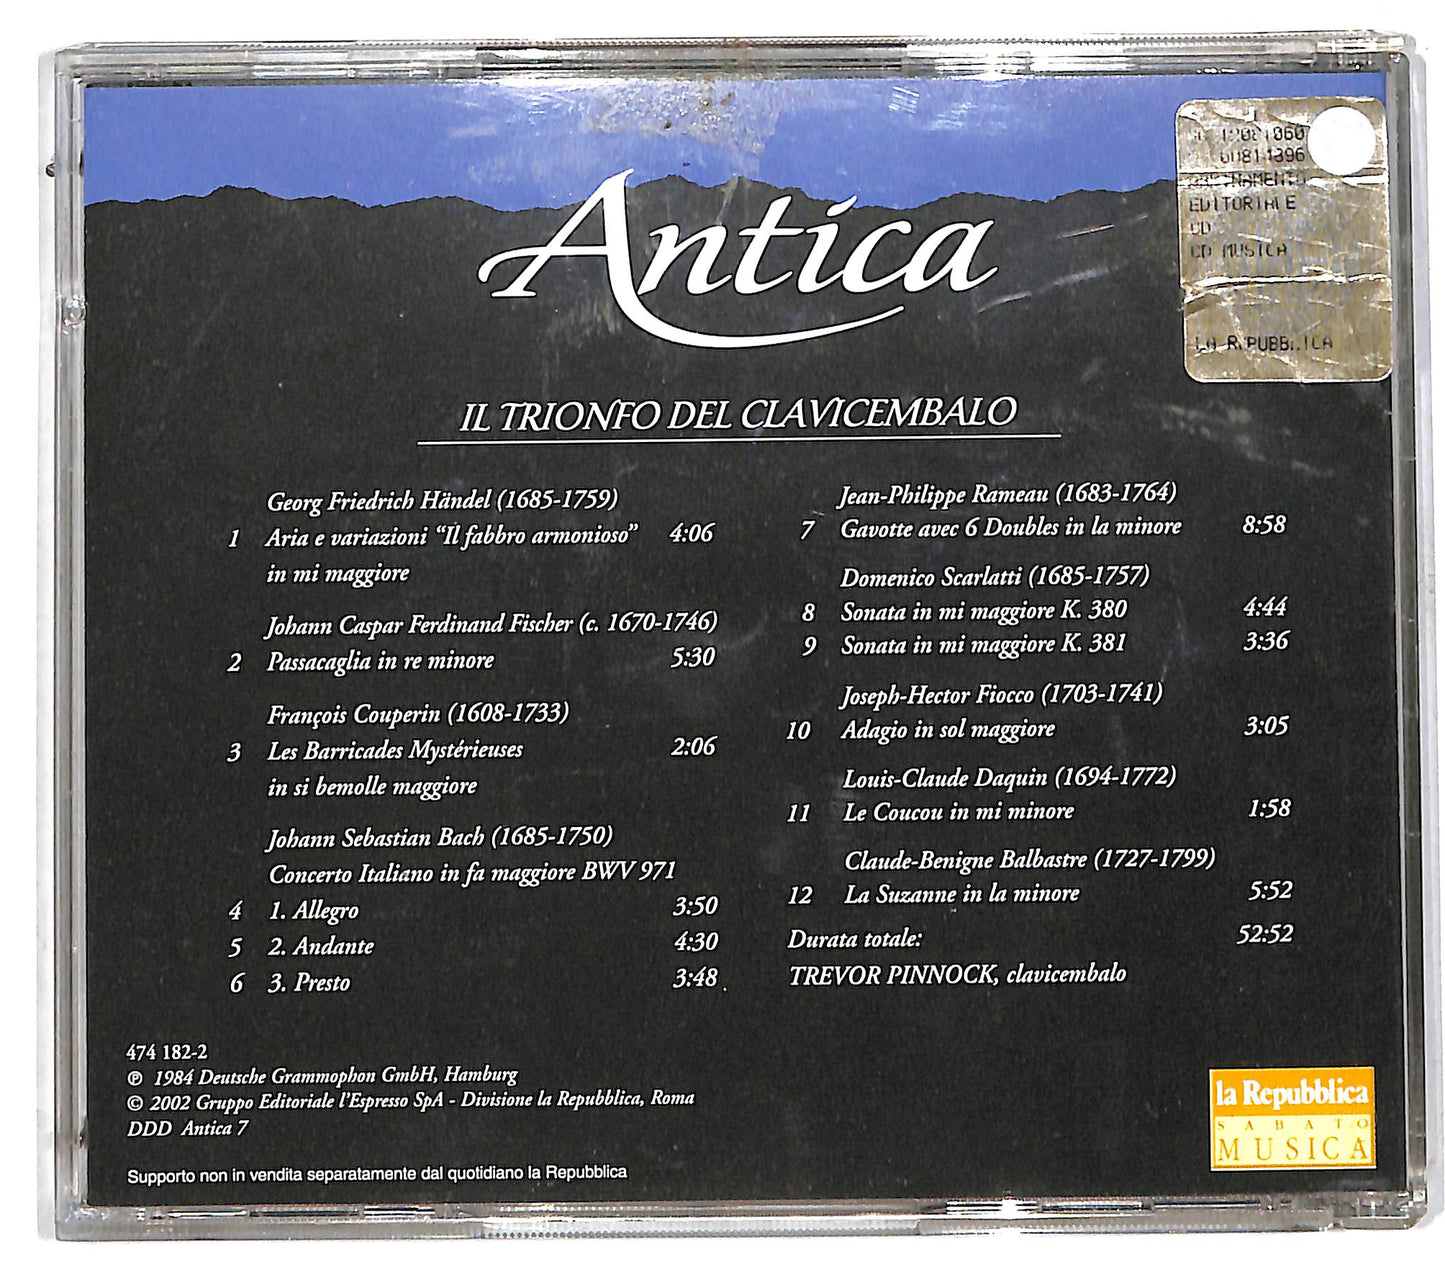 Antica
1060
EDITORIALE
CD
CD MUSICA
LA REPUBBLICA
IL TRIONFO DEL CLAVICEMBALO
Georg Friedrich Händel (1685-1759)
1 Aria e variazioni “Il fabbro armonioso” 4:06
in mi maggiore
Johann Caspar Ferdinand Fischer (c. 1670-1746)
2 Passacaglia in re minore 5:30
François Couperin (1608-1733)
3 Les Barricades Mystérieuses 2:06
in si bemolle maggiore
Johann Sebastian Bach (1685-1750)
Concerto Italiano in fa maggiore BWV 971
4 1. Allegro 3:50
5 2. Andante 4:30
6 3. Presto 3:48
Jean-Philippe Rameau (1683-1764)
7 Gavotte avec 6 Doubles in la minore 8:58
Domenico Scarlatti (1685-1757)
8 Sonata in mi maggiore K. 380 4:44
9 Sonata in mi maggiore K. 381 3:36
Joseph-Hector Fiocco (1703-1741)
10 Adagio in sol maggiore 3:05
Louis-Claude Daquin (1694-1772)
11 Le Coucou in mi minore 1:58
Claude-Benigne Balbastre (1727-1799)
12 La Suzanne in la minore 5:52
Durata totale: 52:52
TREVOR PINNOCK, clavicembalo
474 182-2
℗ 1984 Deutsche Grammophon GmbH, Hamburg
© 2002 Gruppo Editoriale l'Espresso SpA - Divisione la Repubblica, Roma
DDD Antica 7
Supporto non in vendita separatamente dal quotidiano la Repubblica
la Repubblica
SABATO
MUSICA